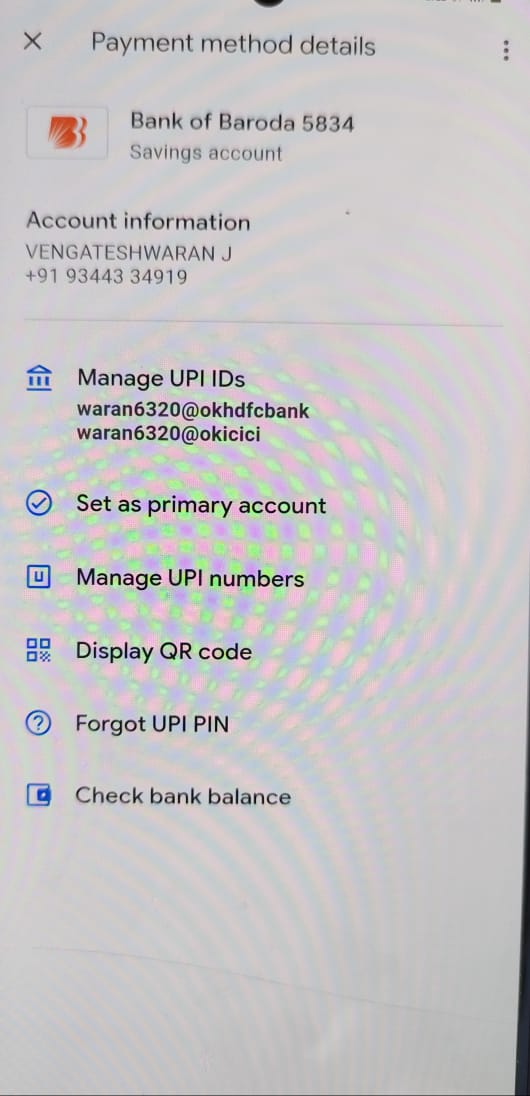 Payment method details
Bank of Baroda 5834
Savings account
Account information
VENGATESHWARAN J
+91 93443 34919
Manage UPI IDs
waran6320@okhdfcbank
waran6320@okicici
Set as primary account
Manage UPI numbers
Display QR code
Forgot UPI PIN
Check bank balance